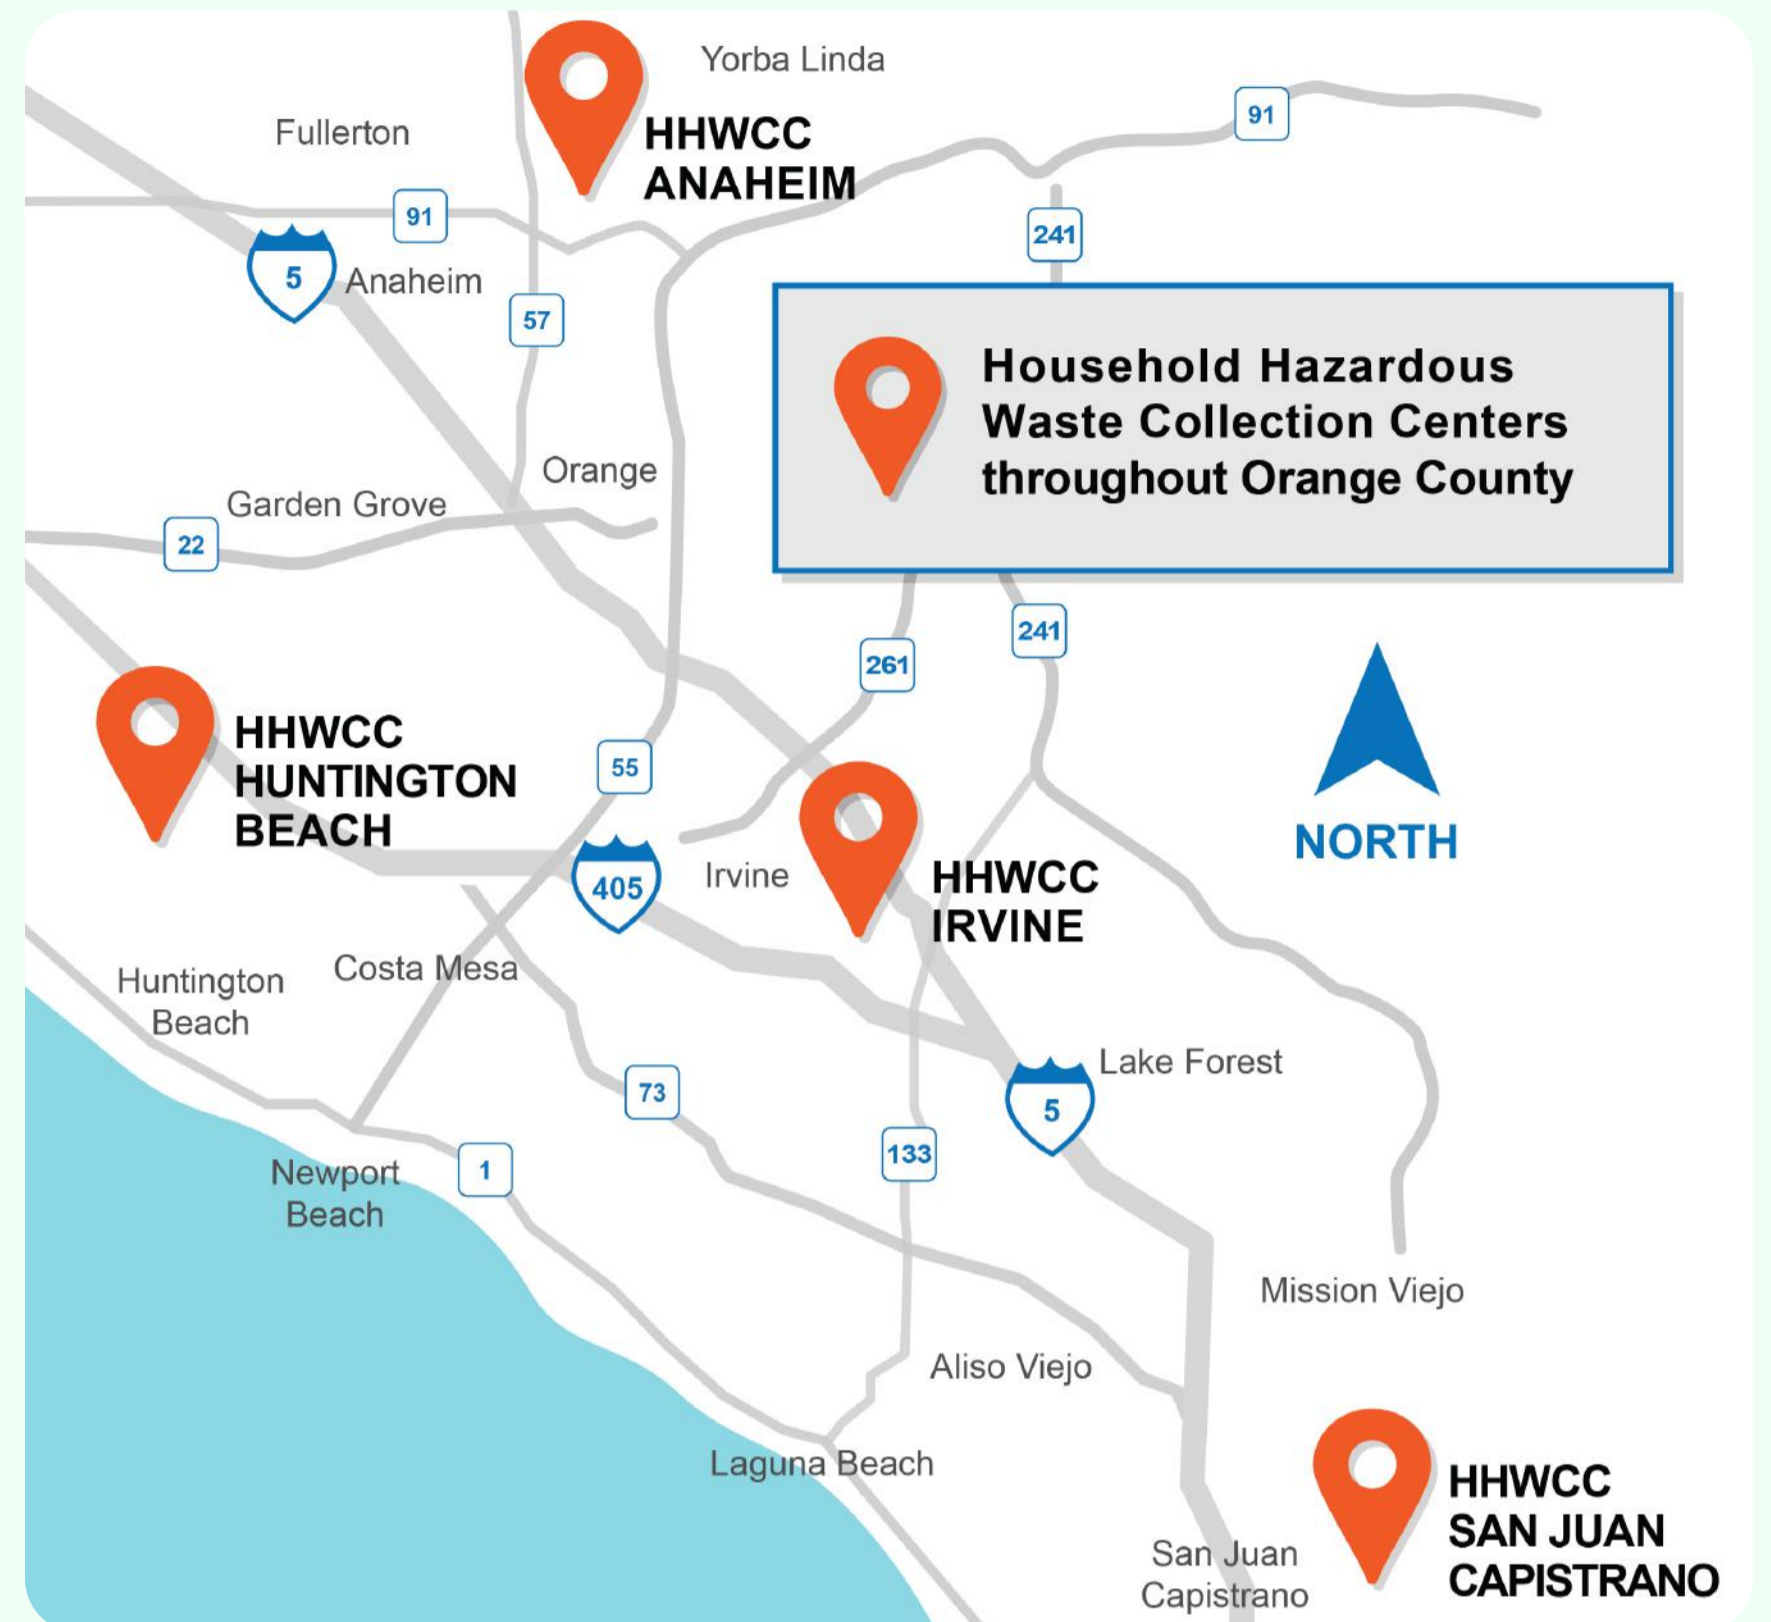 Yorba Linda
91
Fullerton
HHWCC
ANAHEIM
91
241
5
Anaheim
57
Household Hazardous
Waste Collection Centers
throughout Orange County
Orange
Garden Grove
22
241
261
HHWCC
HUNTINGTON
BEACH
55
NORTH
405
Irvine
HHWCC
IRVINE
Costa Mesa
Huntington
Beach
Lake Forest
73
5
133
1
Newport
Beach
Mission Viejo
Aliso Viejo
Laguna Beach
HHWCC
SAN JUAN
CAPISTRANO
San Juan
Capistrano